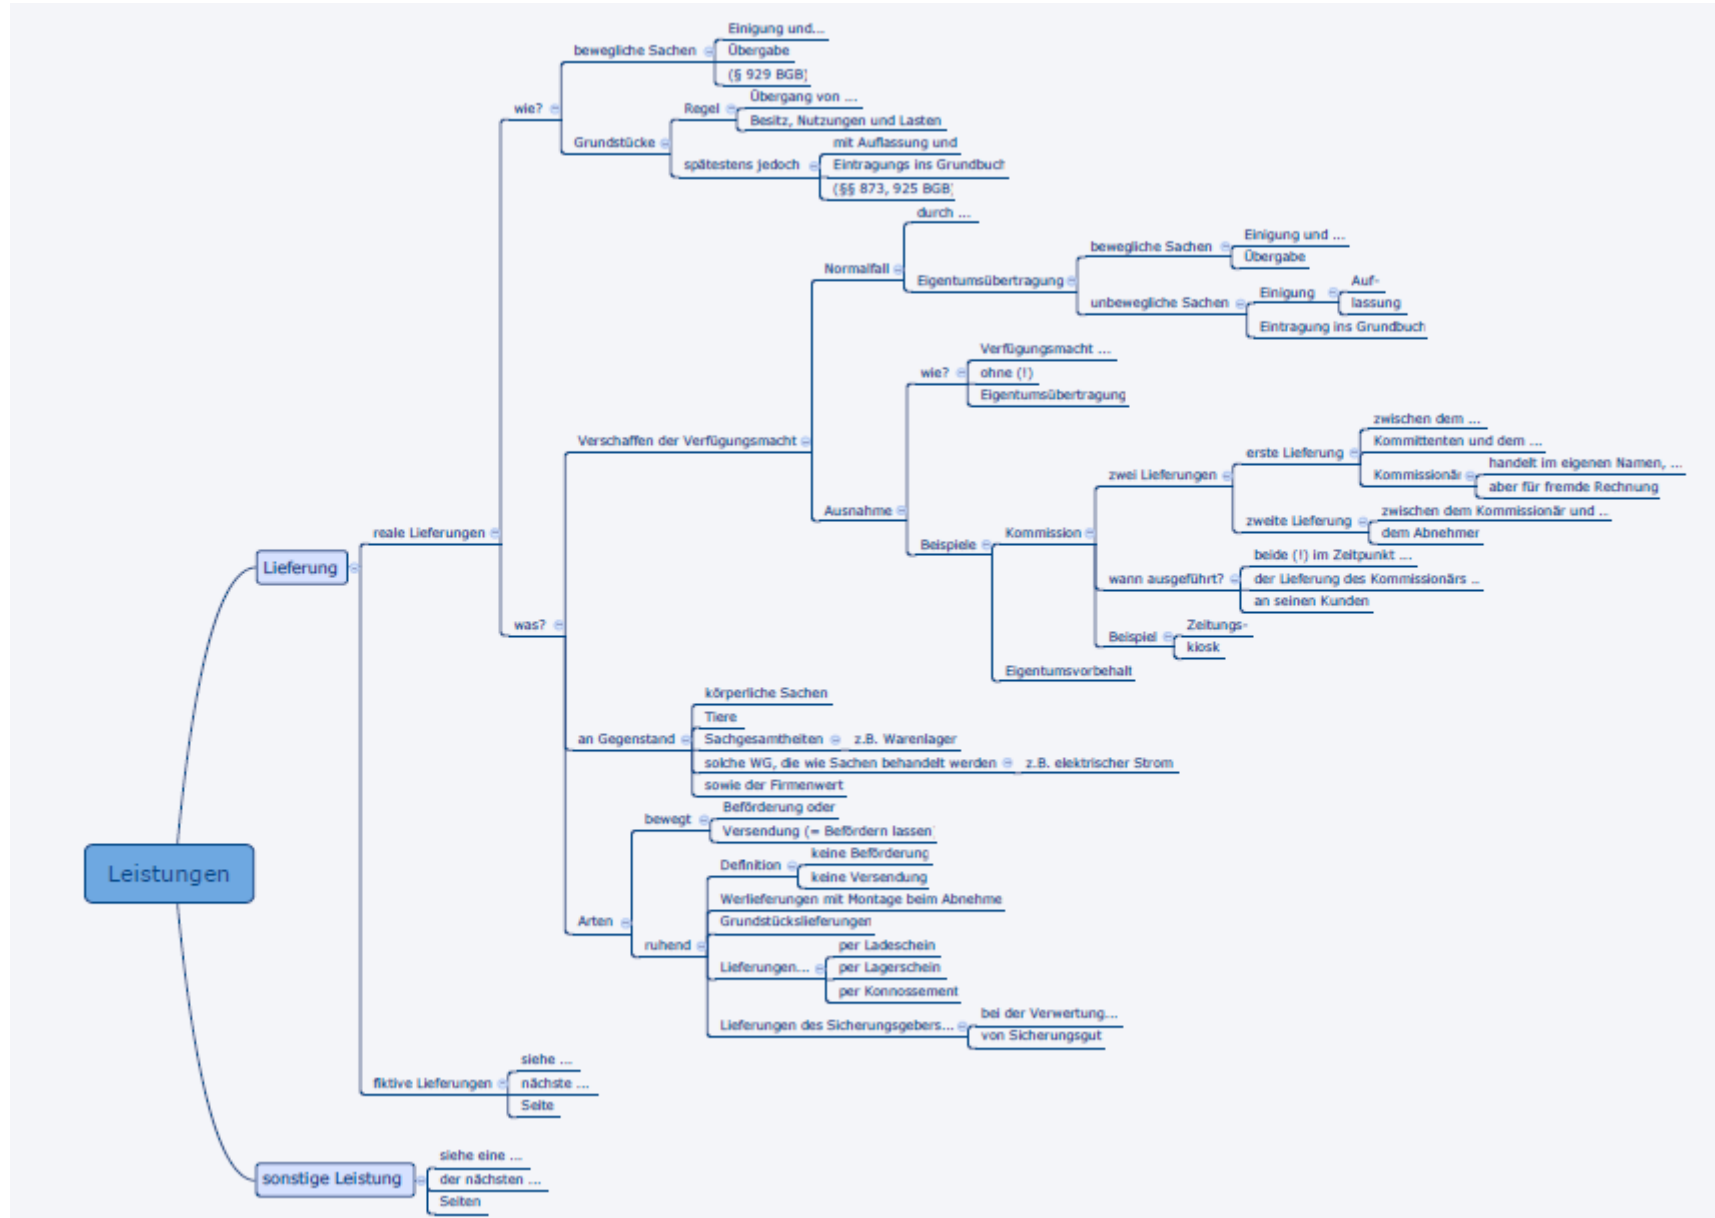 Leistungen
Lieferung
reale Lieferungen
wie?
bewegliche Sachen
Einigung und...
Übergabe
(§ 929 BGB)
Grundstücke
Regel
Übergang von ...
Besitz, Nutzungen und Lasten
spätestens jedoch
mit Auflassung und
Eintragungs ins Grundbuch
(§§ 873, 925 BGB)
was?
Verschaffen der Verfügungsmacht
Normalfall
durch ...
Eigentumsübertragung
bewegliche Sachen
Einigung und ...
Übergabe
unbewegliche Sachen
Einigung
Auf-
lassung
Eintragung ins Grundbuch
Ausnahme
wie?
Verfügungsmacht ...
ohne (!)
Eigentumsübertragung
Beispiele
Kommission
zwei Lieferungen
erste Lieferung
zwischen dem ...
Kommittenten und dem ...
Kommissionär
handelt im eigenen Namen, ...
aber für fremde Rechnung
zweite Lieferung
zwischen dem Kommissionär und ...
dem Abnehmer
wann ausgeführt?
beide (!) im Zeitpunkt ...
der Lieferung des Kommissionärs ...
an seinen Kunden
Beispiel
Zeitungs-
kiosk
Eigentumsvorbehalt
an Gegenstand
körperliche Sachen
Tiere
Sachgesamtheiten
z.B. Warenlager
solche WG, die wie Sachen behandelt werden
z.B. elektrischer Strom
sowie der Firmenwert
Arten
bewegt
Beförderung oder
Versendung (= Befördern lassen)
ruhend
Definition
keine Beförderung
keine Versendung
Werlieferungen mit Montage beim Abnehme
Grundstückslieferungen
Lieferungen...
per Ladeschein
per Lagerschein
per Konnossement
Lieferungen des Sicherungsgebers...
bei der Verwertung...
von Sicherungsgut
fiktive Lieferungen
siehe ...
nächste ...
Seite
sonstige Leistung
siehe eine ...
der nächsten ...
Seiten